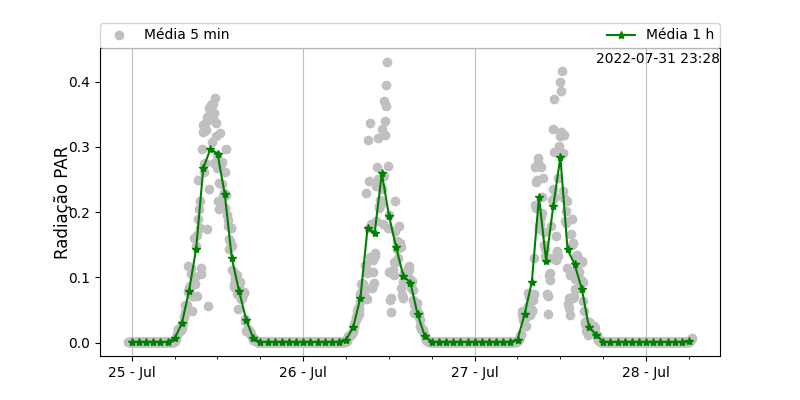 Média 5 min
Média 1 h
2022-07-31 23:28
Radiação PAR
0.4
0.3
0.2
0.1
0.0
25 - Jul
26 - Jul
27 - Jul
28 - Jul